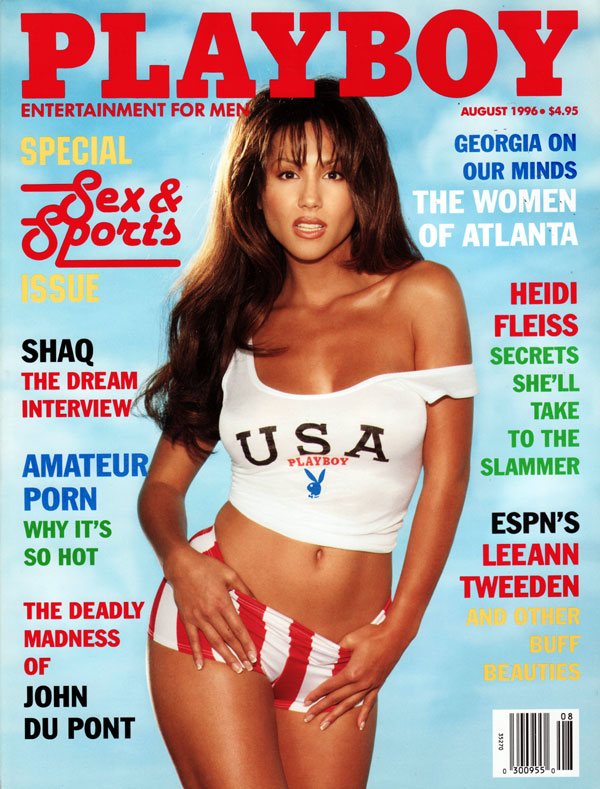 PLAYBOY
ENTERTAINMENT FOR MEN
AUGUST 1996 • $4.95
SPECIAL
Sex &
Sports
ISSUE
GEORGIA ON
OUR MINDS
THE WOMEN
OF ATLANTA
SHAQ
THE DREAM
INTERVIEW
HEIDI
FLEISS
SECRETS
SHE'LL
TAKE
TO THE
SLAMMER
USA
PLAYBOY
AMATEUR
PORN
WHY IT'S
SO HOT
ESPN'S
LEEANN
TWEEDEN
AND OTHER
BUFF
BEAUTIES
THE DEADLY
MADNESS
OF
JOHN
DU PONT
08
35270
0 300955 0